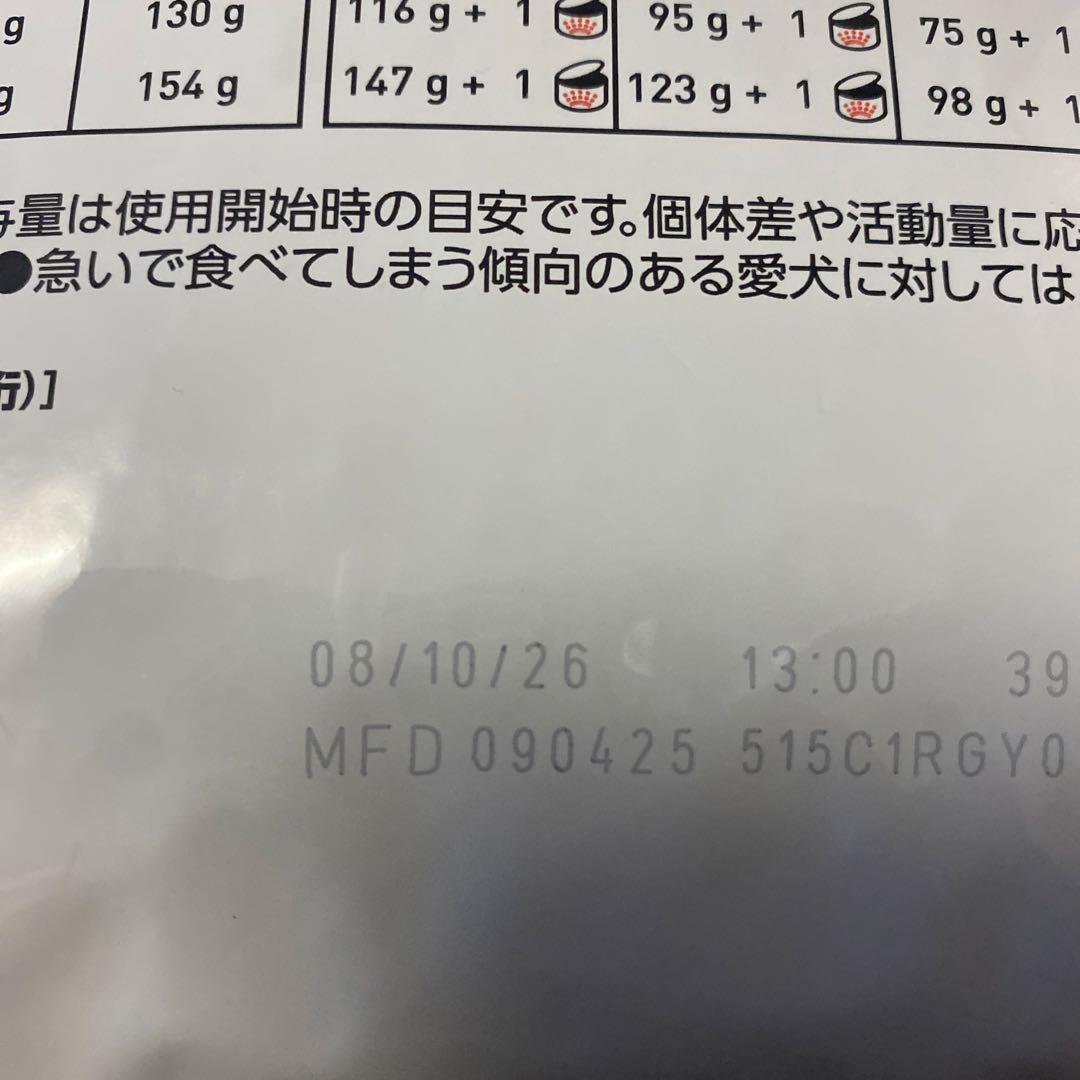 g 130 g 116 g + 1 95 g + 1 75 g + 1
g 154 g 147 g + 1 123 g + 1 98 g + 1
量は使用開始時の目安です。個体差や活動量に応
●急いで食べてしまう傾向のある愛犬に対しては
桁)]
08/10/26 13:00 39
MFD 090425 515C1RGY0